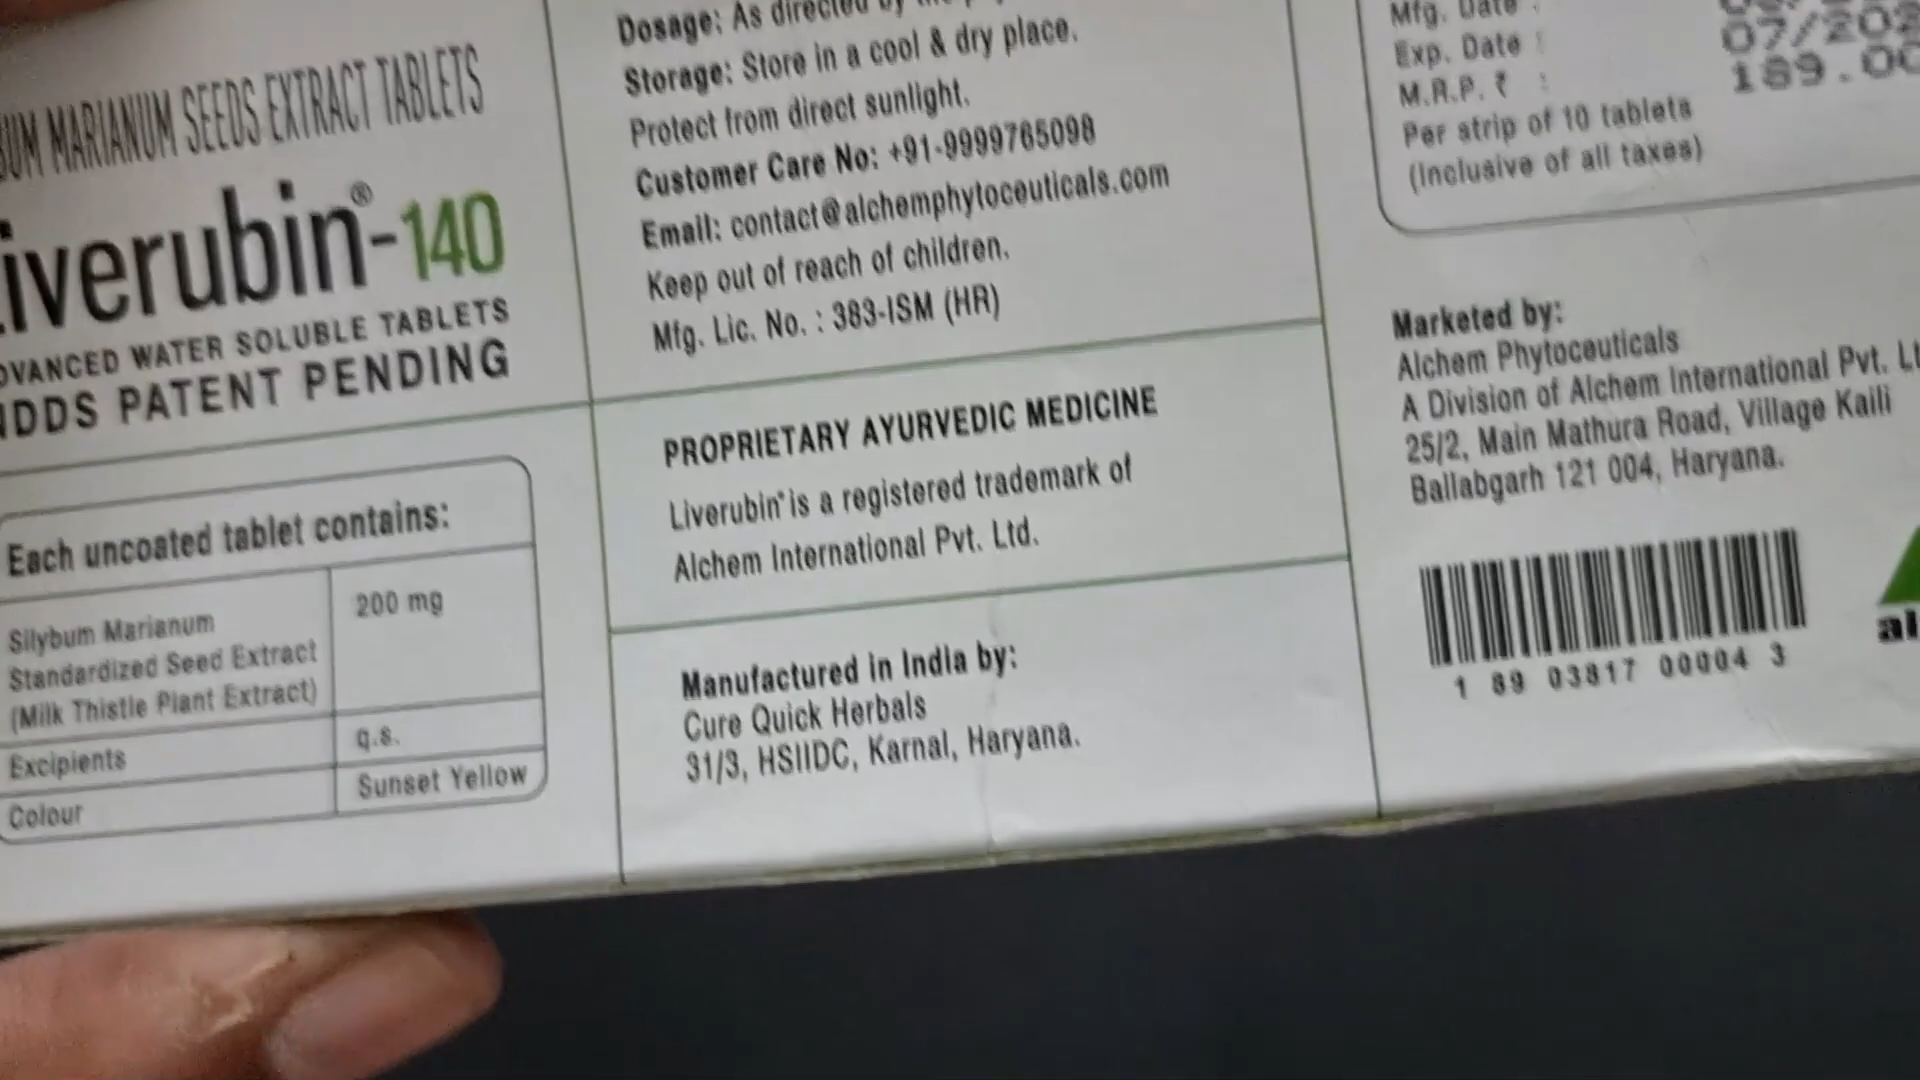 MARIANUM SEEDS EXTRACT TABLETS
iverubin®-140
WATER SOLUBLE TABLETS
PATENT PENDING
Each uncoated tablet contains:
Silybum Marianum
Standardized Seed Extract
(Milk Thistle Plant Extract)
200 mg
Excipients
q.s.
Colour
Sunset Yellow
Dosage: As directed by
Storage: Store in a cool & dry place.
Protect from direct sunlight.
Customer Care No: +91-9999765098
Email: contact@alchemphytoceuticals.com
Keep out of reach of children.
Mfg. Lic. No. : 383-ISM (HR)
PROPRIETARY AYURVEDIC MEDICINE
Liverubin® is a registered trademark of
Alchem International Pvt. Ltd.
Manufactured in India by:
Cure Quick Herbals
31/3, HSIIDC, Karnal, Haryana.
Mfg. Date :
Exp. Date :
07/202
M.R.P. ₹ :
189.00
Per strip of 10 tablets
(Inclusive of all taxes)
Marketed by:
Alchem Phytoceuticals
A Division of Alchem International Pvt. Lt
25/2, Main Mathura Road, Village Kaili
Ballabgarh 121 004, Haryana.
1 89 03817 00004 3
al